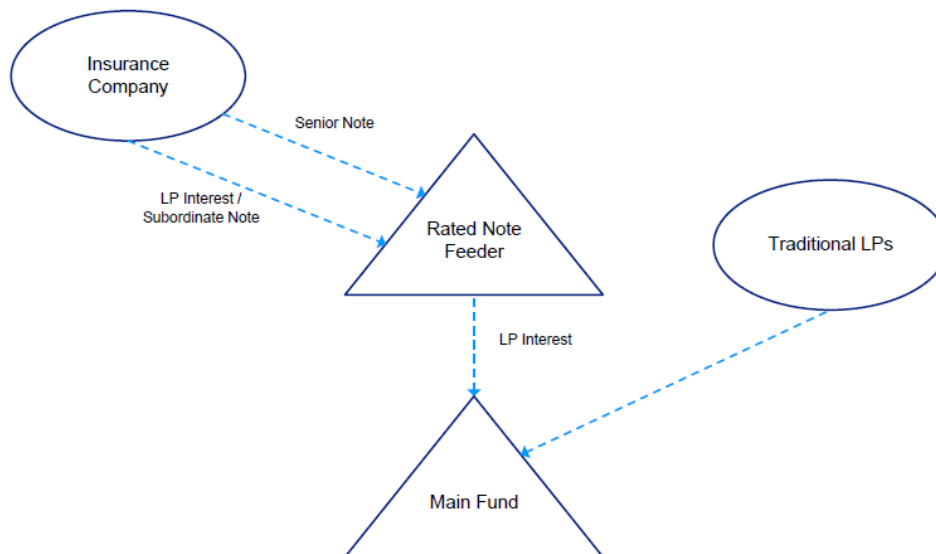 Insurance
Company
Senior Note
LP Interest /
Subordinate Note
Rated Note
Feeder
Traditional LPs
LP Interest
Main Fund